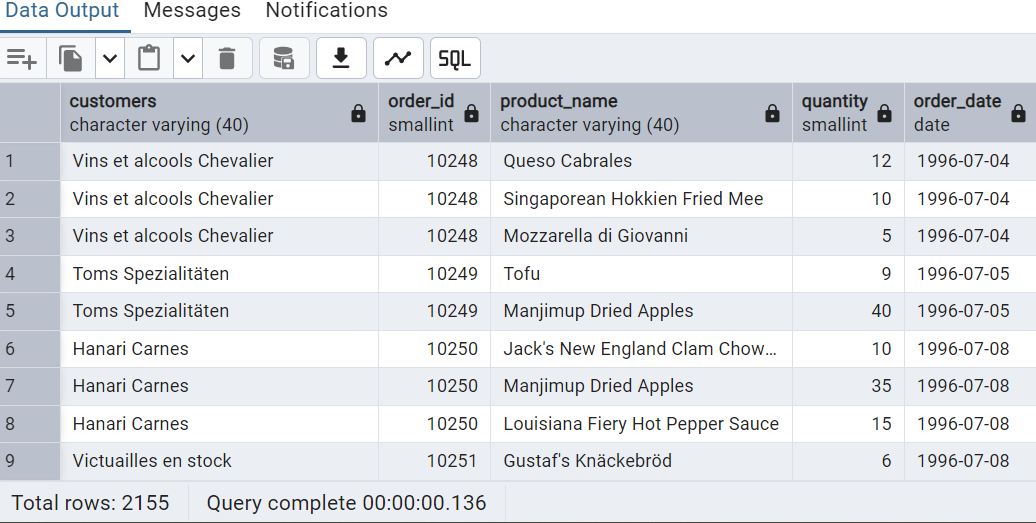 Data Output Messages Notifications
SQL
customers order_id product_name quantity order_date
character varying (40) smallint character varying (40) smallint date
1 Vins et alcools Chevalier 10248 Queso Cabrales 12 1996-07-04
2 Vins et alcools Chevalier 10248 Singaporean Hokkien Fried Mee 10 1996-07-04
3 Vins et alcools Chevalier 10248 Mozzarella di Giovanni 5 1996-07-04
4 Toms Spezialitäten 10249 Tofu 9 1996-07-05
5 Toms Spezialitäten 10249 Manjimup Dried Apples 40 1996-07-05
6 Hanari Carnes 10250 Jack's New England Clam Chow... 10 1996-07-08
7 Hanari Carnes 10250 Manjimup Dried Apples 35 1996-07-08
8 Hanari Carnes 10250 Louisiana Fiery Hot Pepper Sauce 15 1996-07-08
9 Victuailles en stock 10251 Gustaf's Knäckebröd 6 1996-07-08
Total rows: 2155 Query complete 00:00:00.136